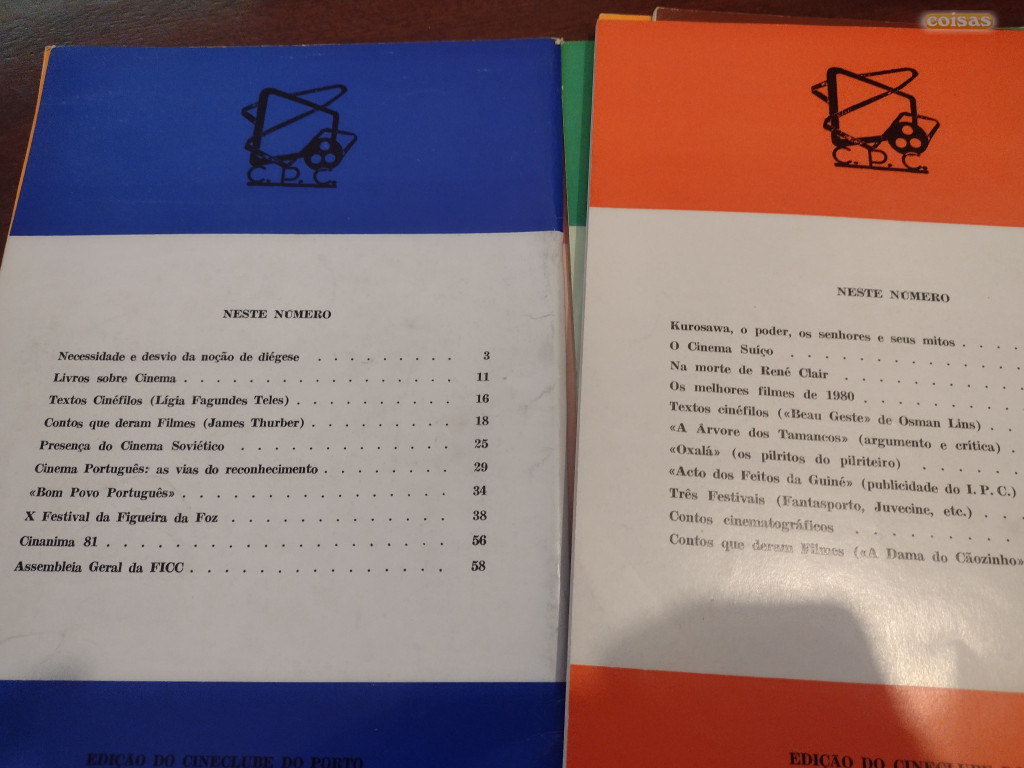 coisas
C. P. C.
NESTE NÚMERO
Necessidade e desvio da noção de diégese . . . . . . . . . 3
Livros sobre Cinema . . . . . . . . . . . . . . . . . 11
Textos Cinéfilos (Lígia Fagundes Teles) . . . . . . . . . . 16
Contos que deram Filmes (James Thurber) . . . . . . . . . . 18
Presença do Cinema Soviético . . . . . . . . . . . . . 25
Cinema Português: as vias do reconhecimento . . . . . . . . . 29
«Bom Povo Português» . . . . . . . . . . . . . . . . 34
X Festival da Figueira da Foz . . . . . . . . . . . . . 38
Cinanima 81 . . . . . . . . . . . . . . . . . . . . 56
Assembleia Geral da FICC . . . . . . . . . . . . . . . 58
EDIÇÃO DO CINECLUBE DO PORTO
C. P. C.
NESTE NÚMERO
Kurosawa, o poder, os senhores e seus mitos . . . .
O Cinema Suíço . . . . . . . . . . . .
Na morte de René Clair . . . . . . . . . .
Os melhores filmes de 1980 . . . . . . . .
Textos cinéfilos («Beau Geste» de Osman Lins) . .
«A Árvore dos Tamancos» (argumento e crítica) .
«Oxalá» (os pilritos do pilriteiro) . . . . . .
«Acto dos Feitos da Guiné» (publicidade do I. P. C.)
Três Festivais (Fantasporto, Juvecine, etc.) . . .
Contos cinematográficos . . . . . . . . .
Contos que deram Filmes («A Dama do Cãozinho»
EDIÇÃO DO CINECLUBE